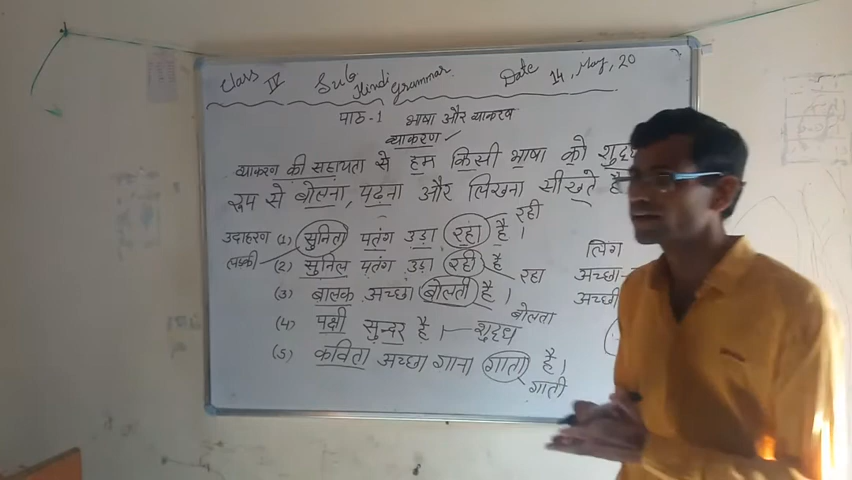 Class IV Sub Hindi Grammar Date 14, May, 20
पाठ-1 भाषा और व्याकरण
व्याकरण
व्याकरण की सहायता से हम किसी भाषा को शुद्ध
रूप से बोलना, पढ़ना और लिखना सीखते है
उदाहरण (1) सुनिता पतंग उड़ा रहा है। रही
लड़की (2) सुनिल पतंग उड़ा रही है रहा
(3) बालक अच्छा बोलती है। बोलता
(4) पक्षी सुन्दर है। शुद्ध
(5) कविता अच्छा गाना गाता है।
गाती
लिंग
अच्छा
अच्छी